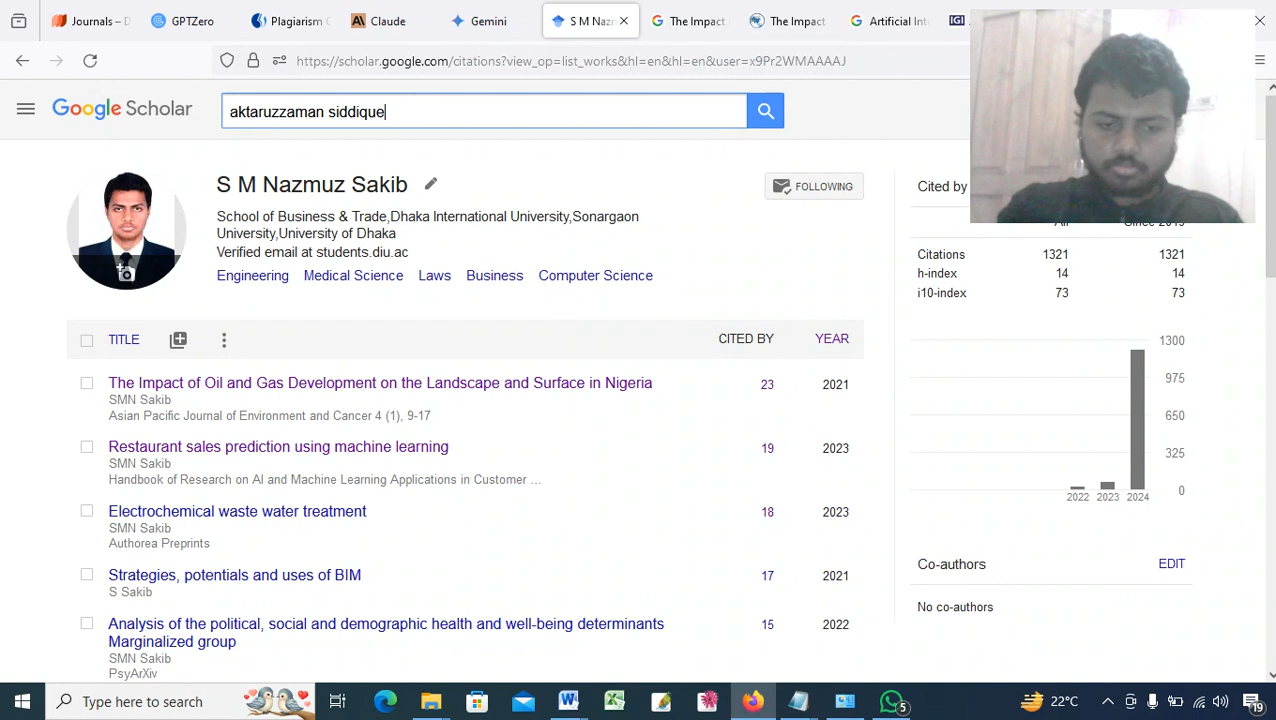 Journals – D
GPTZero
Plagiarism C
Claude
Gemini
S M Nazm
The Impact
The Impact
Artificial Int
https://scholar.google.com/citations?view_op=list_works&hl=en&hl=en&user=x9Pr2WMAAAAJ
Google Scholar
aktaruzzaman siddique
S M Nazmuz Sakib
FOLLOWING
School of Business & Trade,Dhaka International University,Sonargaon
University,University of Dhaka
Verified email at students.diu.ac
Engineering Medical Science Laws Business Computer Science
TITLE CITED BY YEAR
The Impact of Oil and Gas Development on the Landscape and Surface in Nigeria 23 2021
SMN Sakib
Asian Pacific Journal of Environment and Cancer 4 (1), 9-17
Restaurant sales prediction using machine learning 19 2023
SMN Sakib
Handbook of Research on AI and Machine Learning Applications in Customer ...
Electrochemical waste water treatment 18 2023
SMN Sakib
Authorea Preprints
Strategies, potentials and uses of BIM 17 2021
S Sakib
Analysis of the political, social and demographic health and well-being determinants 15 2022
Marginalized group
SMN Sakib
PsyArXiv
Cited by
All
Citations 1321 1321
h-index 14 14
i10-index 73 73
1300
975
650
325
0
2022 2023 2024
Co-authors EDIT
No co-authors
Type here to search
5
22°C
19